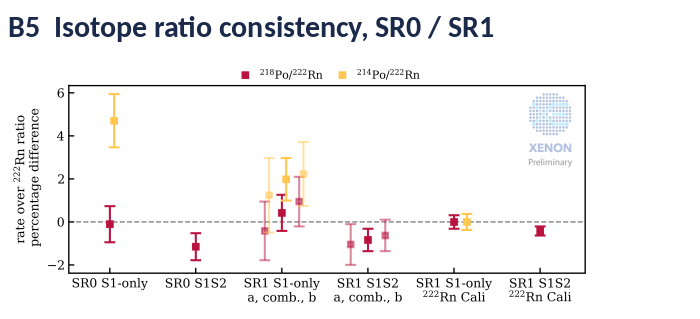 B5 Isotope ratio consistency, SR0 / SR1
²¹⁸Po/²²²Rn ²¹⁴Po/²²²Rn
rate over ²²²Rn ratio
percentage difference
6
4
2
0
−2
XENON
Preliminary
SR0 S1-only SR0 S1S2 SR1 S1-only SR1 S1S2 SR1 S1-only SR1 S1S2
a, comb., b a, comb., b ²²²Rn Cali ²²²Rn Cali